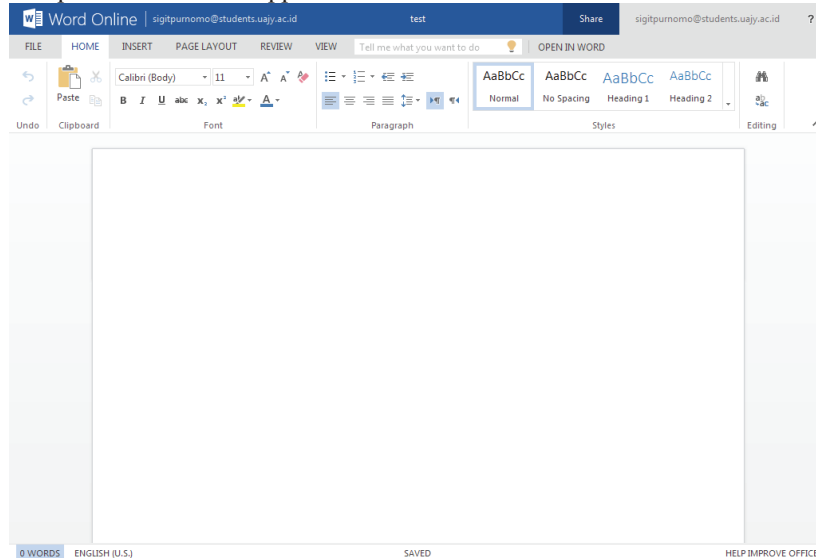 Word Online | sigitpurnomo@students.uajy.ac.id test Share sigitpurnomo@students.uajy.ac.id ?
FILE HOME INSERT PAGE LAYOUT REVIEW VIEW Tell me what you want to do OPEN IN WORD
Calibri (Body) 11 A A AaBbCc AaBbCc AaBbCc AaBbCc
Paste B I U abc x₂ x² aby A Normal No Spacing Heading 1 Heading 2
Undo Clipboard Font Paragraph Styles Editing
0 WORDS ENGLISH (U.S.) SAVED HELP IMPROVE OFFICE